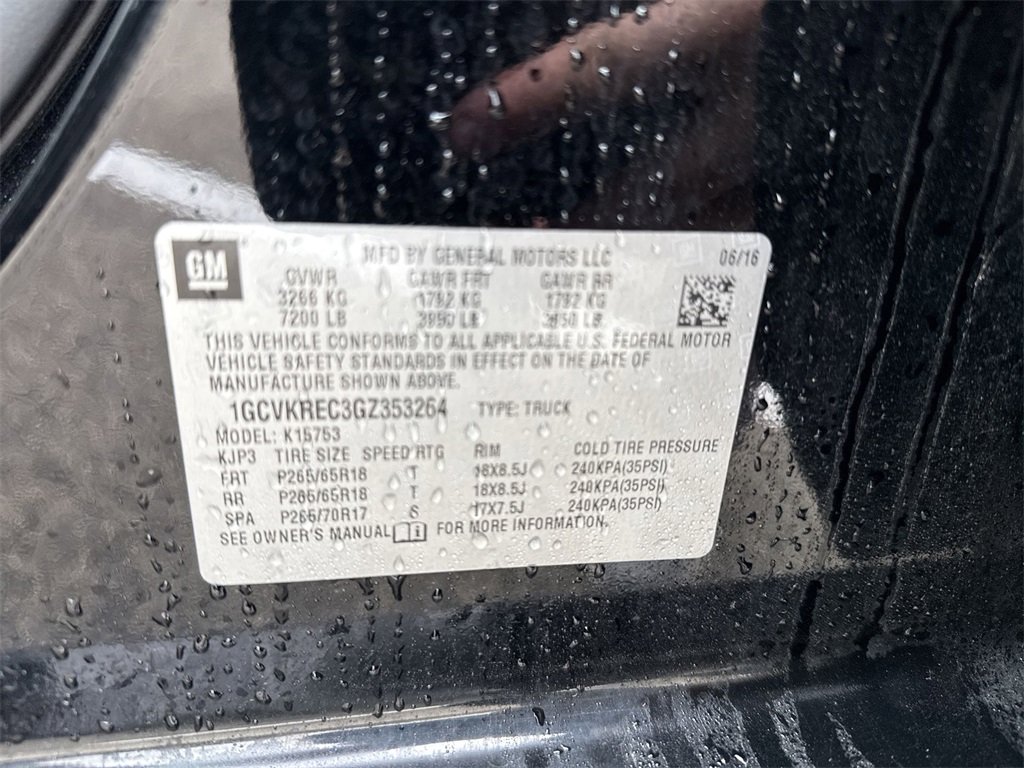 GM
MFD BY GENERAL MOTORS LLC 06/16
GVWR GAWR FRT GAWR RR
3266 KG 1792 KG 1792 KG
7200 LB 3950 LB 3950 LB
THIS VEHICLE CONFORMS TO ALL APPLICABLE U.S. FEDERAL MOTOR
VEHICLE SAFETY STANDARDS IN EFFECT ON THE DATE OF
MANUFACTURE SHOWN ABOVE.
1GCVKREC3GZ353264 TYPE: TRUCK
MODEL: K15753
KJP3 TIRE SIZE SPEED RTG RIM COLD TIRE PRESSURE
FRT P265/65R18 T 18X8.5J 240KPA(35PSI)
RR P265/65R18 T 18X8.5J 240KPA(35PSI)
SPA P265/70R17 S 17X7.5J 240KPA(35PSI)
SEE OWNER'S MANUAL FOR MORE INFORMATION.